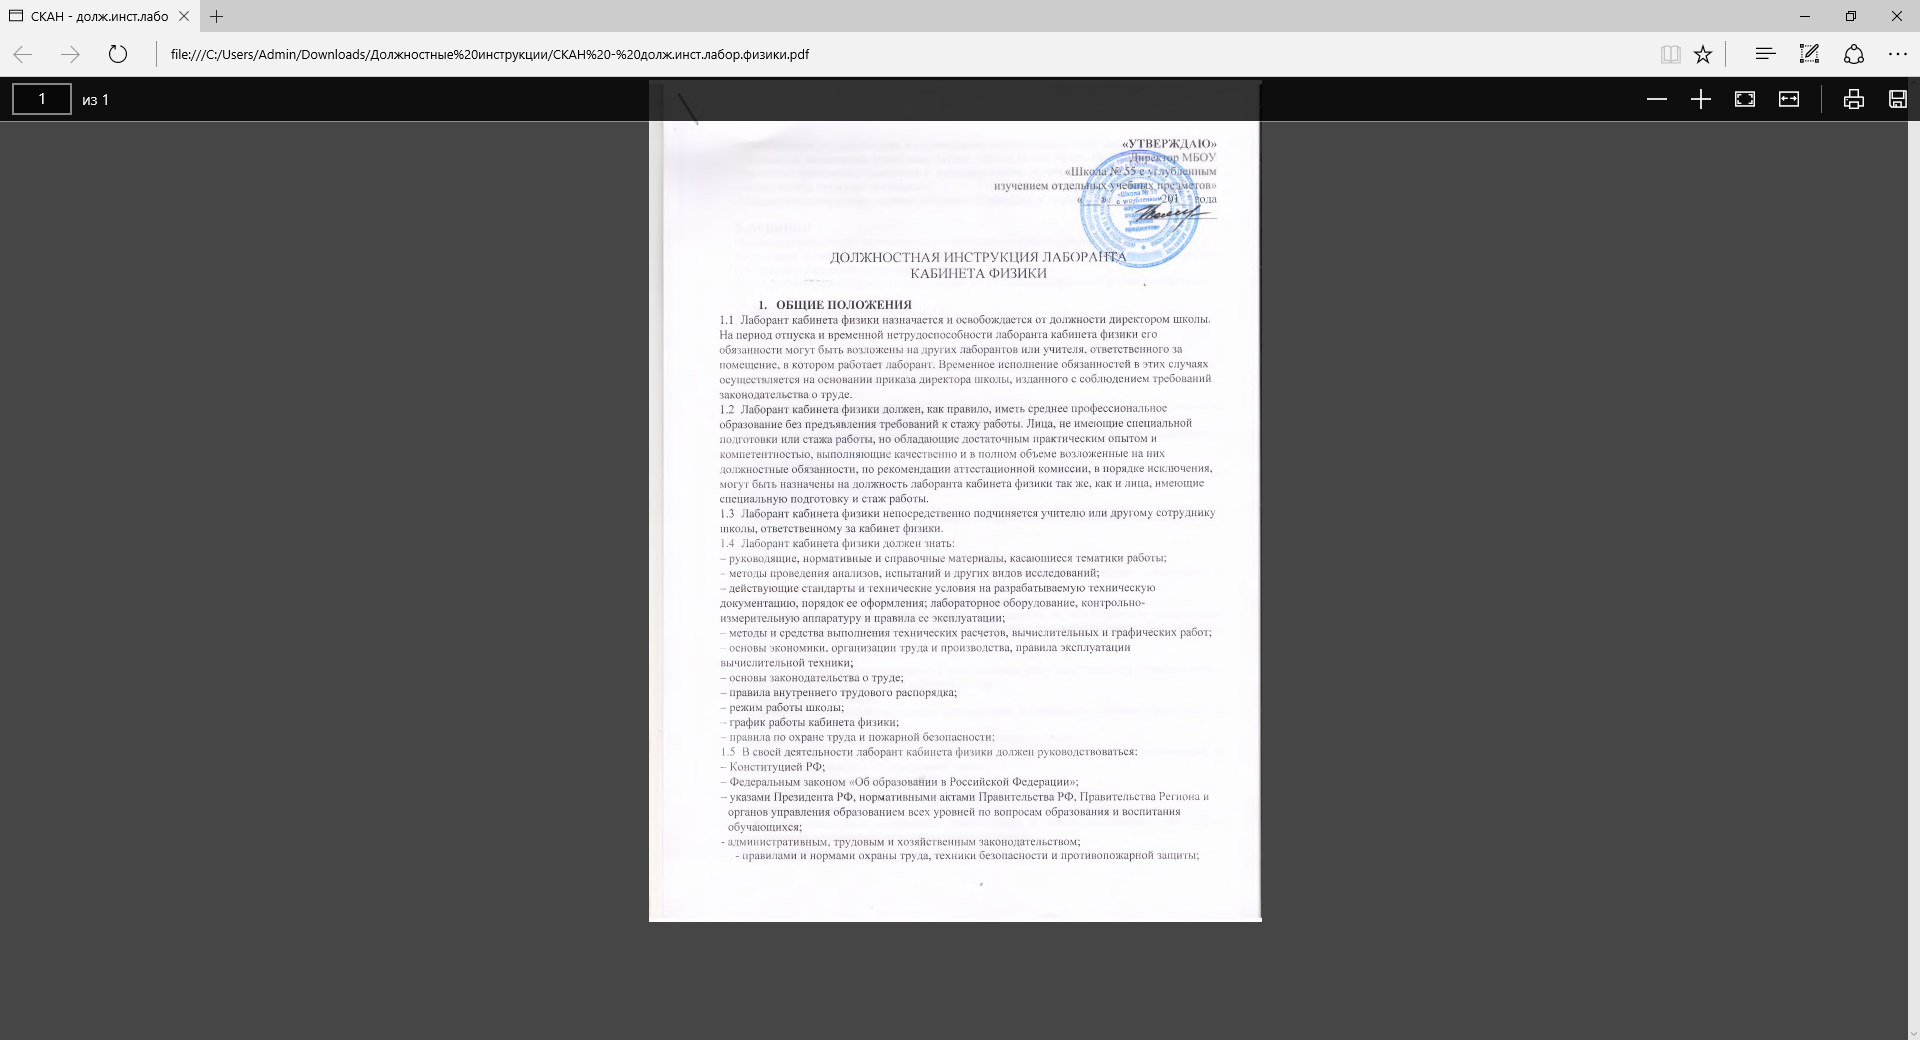 СКАН - долж.инст.лабо
file:///C:/Users/Admin/Downloads/Должностные%20инструкции/СКАН%20-%20долж.инст.лабор.физики.pdf
1 из 1
«УТВЕРЖДАЮ»
Директор МБОУ
«Школа № 55 с углубленным
изучением отдельных учебных предметов»
«___»________201__года
ДОЛЖНОСТНАЯ ИНСТРУКЦИЯ ЛАБОРАНТА
КАБИНЕТА ФИЗИКИ
1. ОБЩИЕ ПОЛОЖЕНИЯ
1.1 Лаборант кабинета физики назначается и освобождается от должности директором школы.
На период отпуска и временной нетрудоспособности лаборанта кабинета физики его
обязанности могут быть возложены на других лаборантов или учителя, ответственного за
помещение, в котором работает лаборант. Временное исполнение обязанностей в этих случаях
осуществляется на основании приказа директора школы, изданного с соблюдением требований
законодательства о труде.
1.2 Лаборант кабинета физики должен, как правило, иметь среднее профессиональное
образование без предъявления требований к стажу работы. Лица, не имеющие специальной
подготовки или стажа работы, но обладающие достаточным практическим опытом и
компетентностью, выполняющие качественно и в полном объеме возложенные на них
должностные обязанности, по рекомендации аттестационной комиссии, в порядке исключения,
могут быть назначены на должность лаборанта кабинета физики так же, как и лица, имеющие
специальную подготовку и стаж работы.
1.3 Лаборант кабинета физики непосредственно подчиняется учителю или другому сотруднику
школы, ответственному за кабинет физики.
1.4 Лаборант кабинета физики должен знать:
– руководящие, нормативные и справочные материалы, касающиеся тематики работы;
– методы проведения анализов, испытаний и других видов исследований;
– действующие стандарты и технические условия на разрабатываемую техническую
документацию, порядок ее оформления; лабораторное оборудование, контрольно-
измерительную аппаратуру и правила ее эксплуатации;
– методы и средства выполнения технических расчетов, вычислительных и графических работ;
– основы экономики, организации труда и производства, правила эксплуатации
вычислительной техники;
– основы законодательства о труде;
– правила внутреннего трудового распорядка;
– режим работы школы;
– график работы кабинета физики;
– правила по охране труда и пожарной безопасности;
1.5 В своей деятельности лаборант кабинета физики должен руководствоваться:
– Конституцией РФ;
– Федеральным законом «Об образовании в Российской Федерации»;
– указами Президента РФ, нормативными актами Правительства РФ, Правительства Региона и
органов управления образованием всех уровней по вопросам образования и воспитания
обучающихся;
- административным, трудовым и хозяйственным законодательством;
- правилами и нормами охраны труда, техники безопасности и противопожарной защиты;